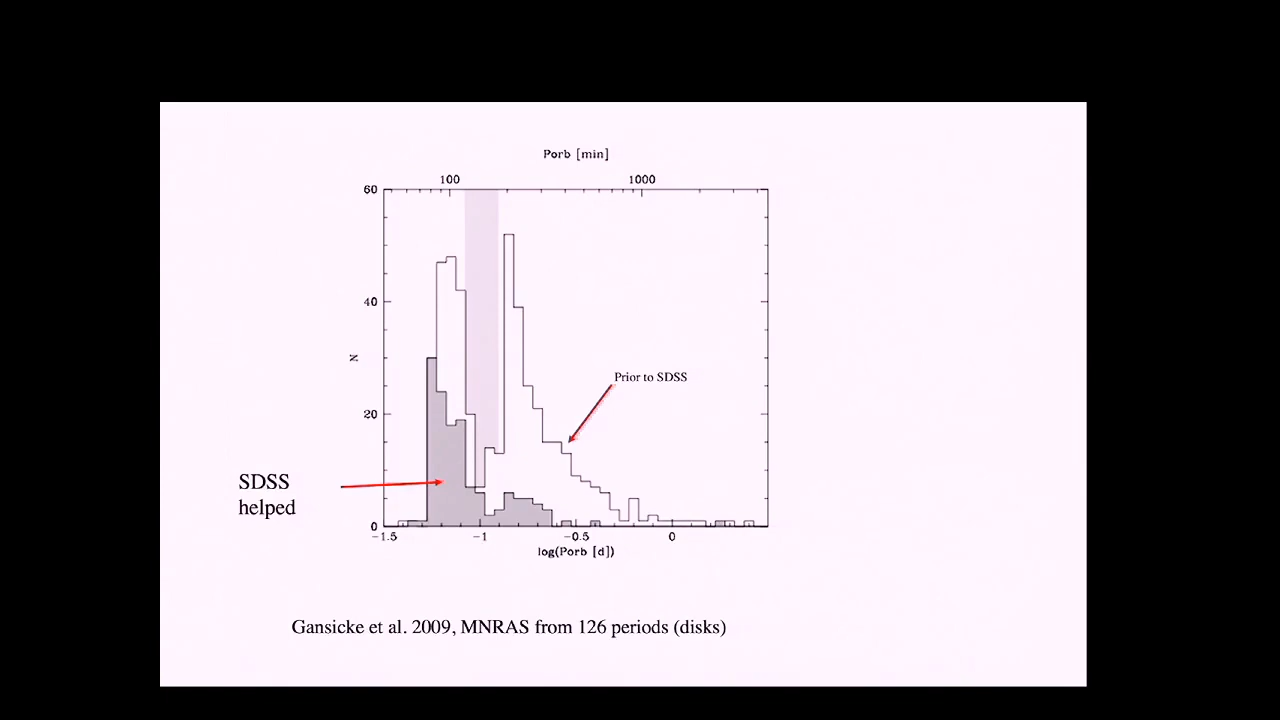 Porb [min]
100 1000
60
40
N
Prior to SDSS
20
SDSS
helped
0
−1.5 −1 −0.5 0
log(Porb [d])
Gansicke et al. 2009, MNRAS from 126 periods (disks)